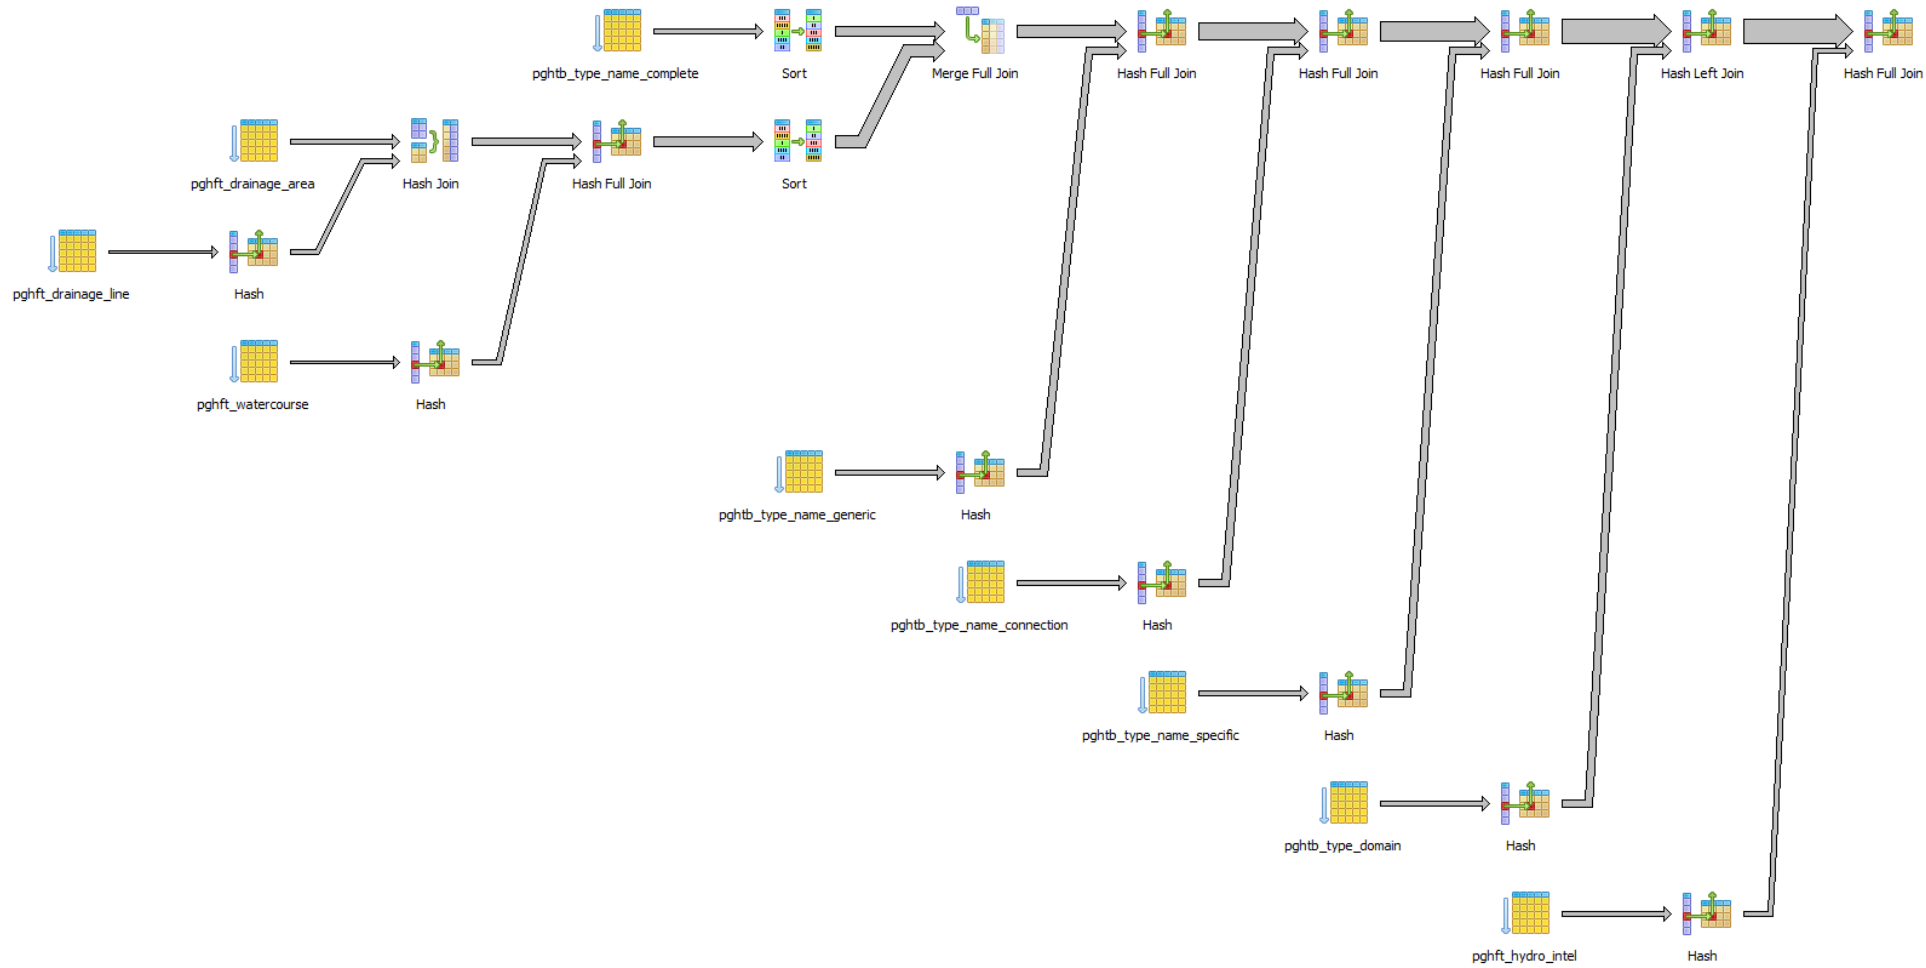 pghtb_type_name_complete
Sort
Merge Full Join
Hash Full Join
Hash Full Join
Hash Full Join
Hash Left Join
Hash Full Join
pghft_drainage_area
Hash Join
Hash Full Join
Sort
pghft_drainage_line
Hash
pghft_watercourse
Hash
pghtb_type_name_generic
Hash
pghtb_type_name_connection
Hash
pghtb_type_name_specific
Hash
pghtb_type_domain
Hash
pghft_hydro_intel
Hash